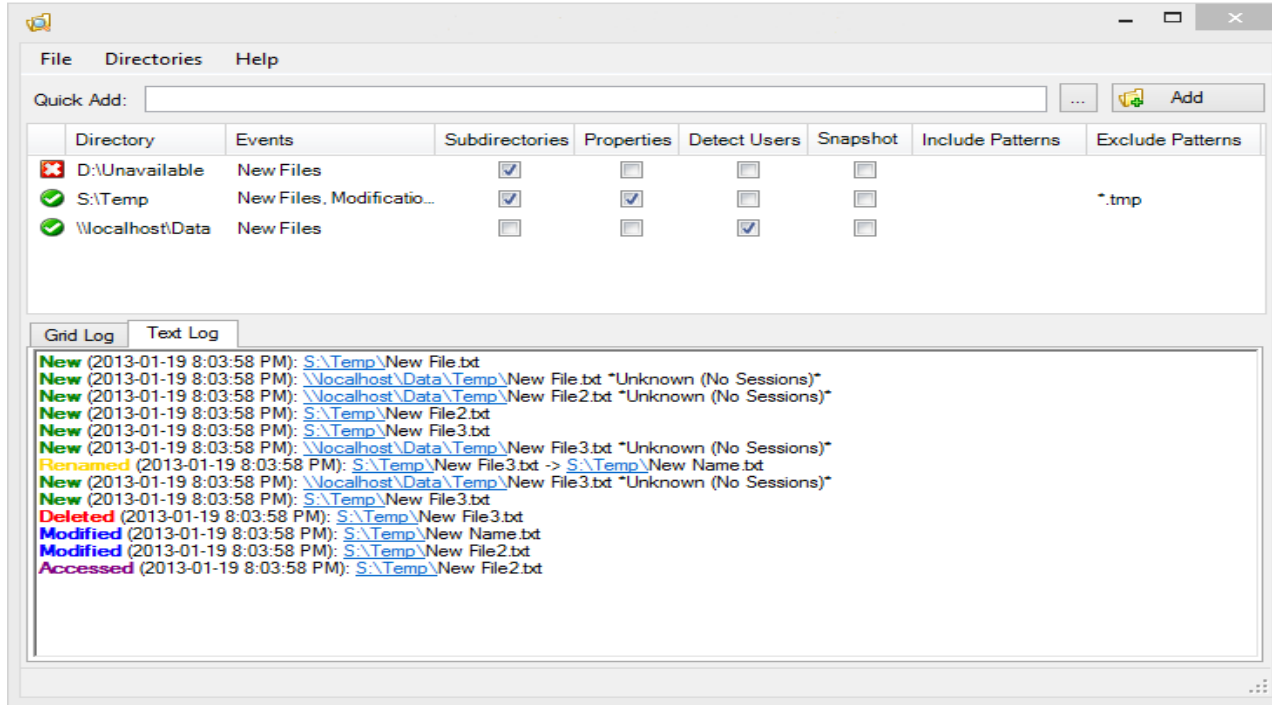 File Directories Help
Quick Add: ... Add
Directory Events Subdirectories Properties Detect Users Snapshot Include Patterns Exclude Patterns
D:\Unavailable New Files
S:\Temp New Files, Modificatio... *.tmp
\\localhost\Data New Files
Grid Log Text Log
New (2013-01-19 8:03:58 PM): S:\Temp\New File.txt
New (2013-01-19 8:03:58 PM): \\localhost\Data\Temp\New File.txt *Unknown (No Sessions)*
New (2013-01-19 8:03:58 PM): \\localhost\Data\Temp\New File2.txt *Unknown (No Sessions)*
New (2013-01-19 8:03:58 PM): S:\Temp\New File2.txt
New (2013-01-19 8:03:58 PM): S:\Temp\New File3.txt
New (2013-01-19 8:03:58 PM): \\localhost\Data\Temp\New File3.txt *Unknown (No Sessions)*
Renamed (2013-01-19 8:03:58 PM): S:\Temp\New File3.txt -> S:\Temp\New Name.txt
New (2013-01-19 8:03:58 PM): \\localhost\Data\Temp\New File3.txt *Unknown (No Sessions)*
New (2013-01-19 8:03:58 PM): S:\Temp\New File3.txt
Deleted (2013-01-19 8:03:58 PM): S:\Temp\New File3.txt
Modified (2013-01-19 8:03:58 PM): S:\Temp\New Name.txt
Modified (2013-01-19 8:03:58 PM): S:\Temp\New File2.txt
Accessed (2013-01-19 8:03:58 PM): S:\Temp\New File2.txt